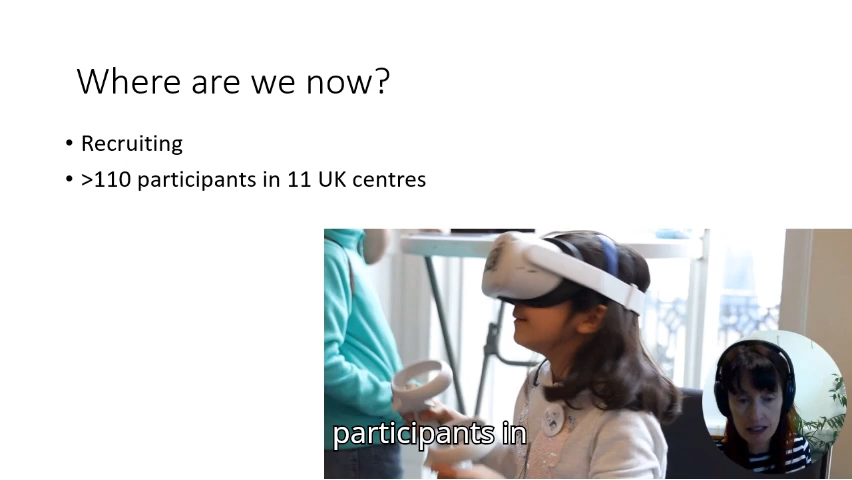 Where are we now?
• Recruiting
• >110 participants in 11 UK centres
participants in